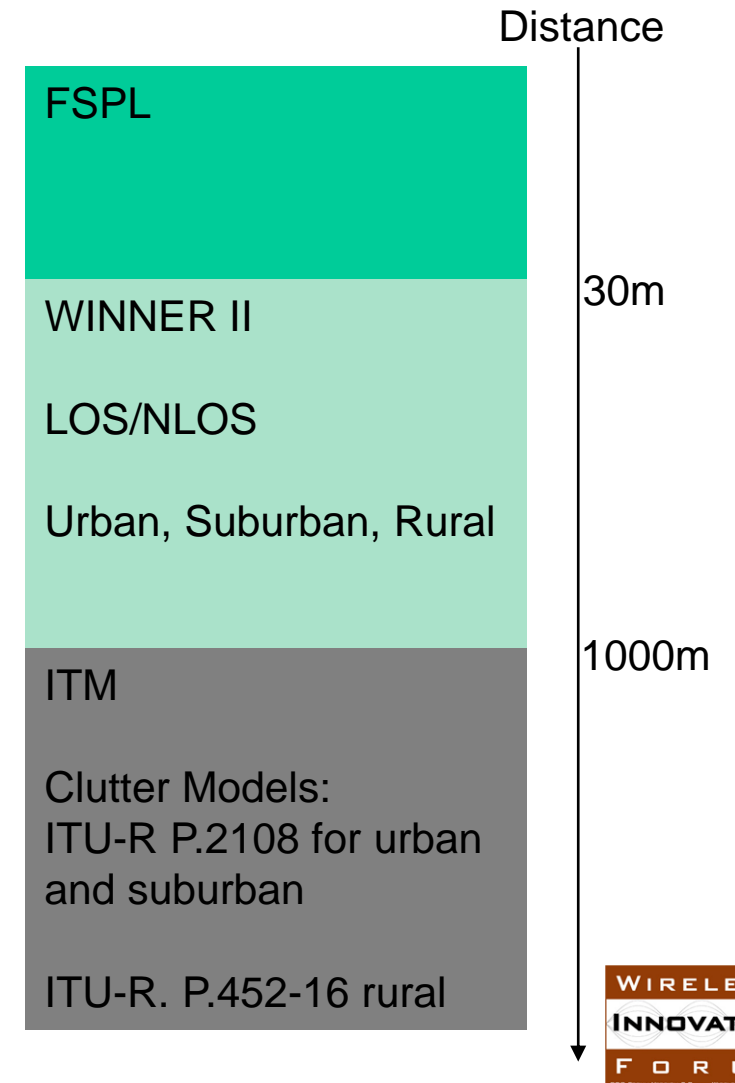 Distance
FSPL
30m
WINNER II
LOS/NLOS
Urban, Suburban, Rural
1000m
ITM
Clutter Models:
ITU-R P.2108 for urban
and suburban
ITU-R. P.452-16 rural